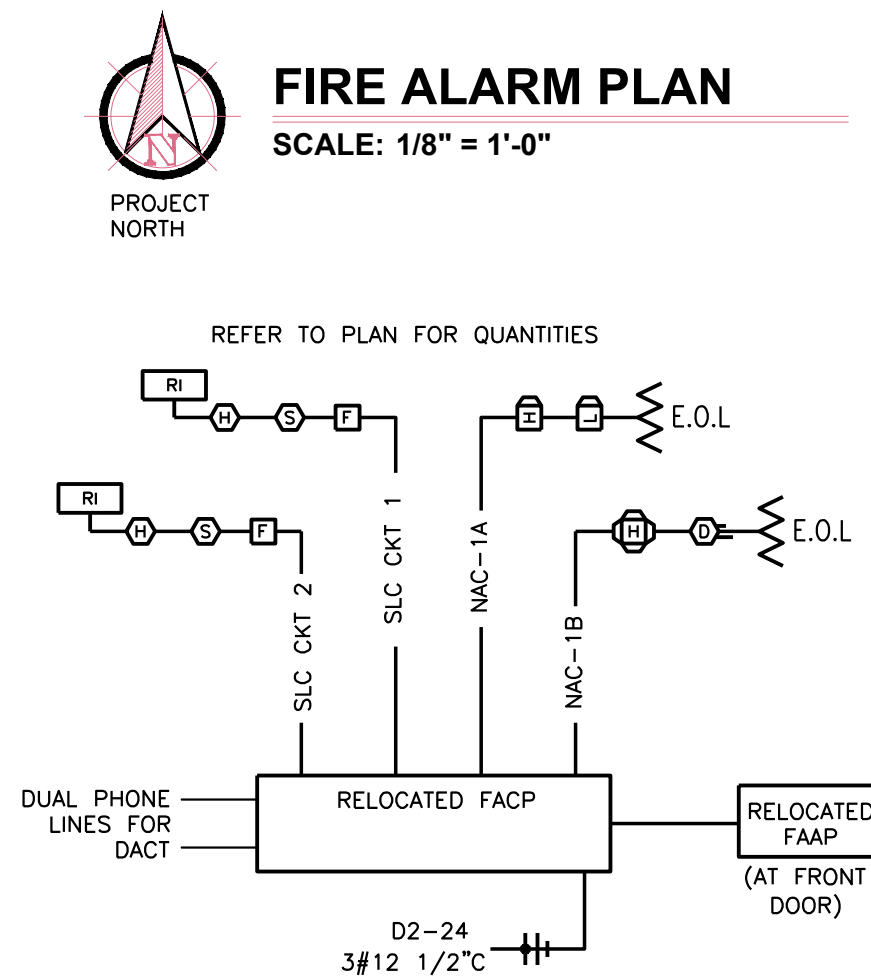 FIRE ALARM PLAN
SCALE: 1/8" = 1'-0"
N
PROJECT
NORTH
REFER TO PLAN FOR QUANTITIES
RI
H S F
H L E.O.L
RI
H S F
H D E.O.L
SLC CKT 2
SLC CKT 1
NAC-1A
NAC-1B
DUAL PHONE
LINES FOR
DACT
RELOCATED FACP
RELOCATED
FAAP
(AT FRONT
DOOR)
D2-24
3#12 1/2"C